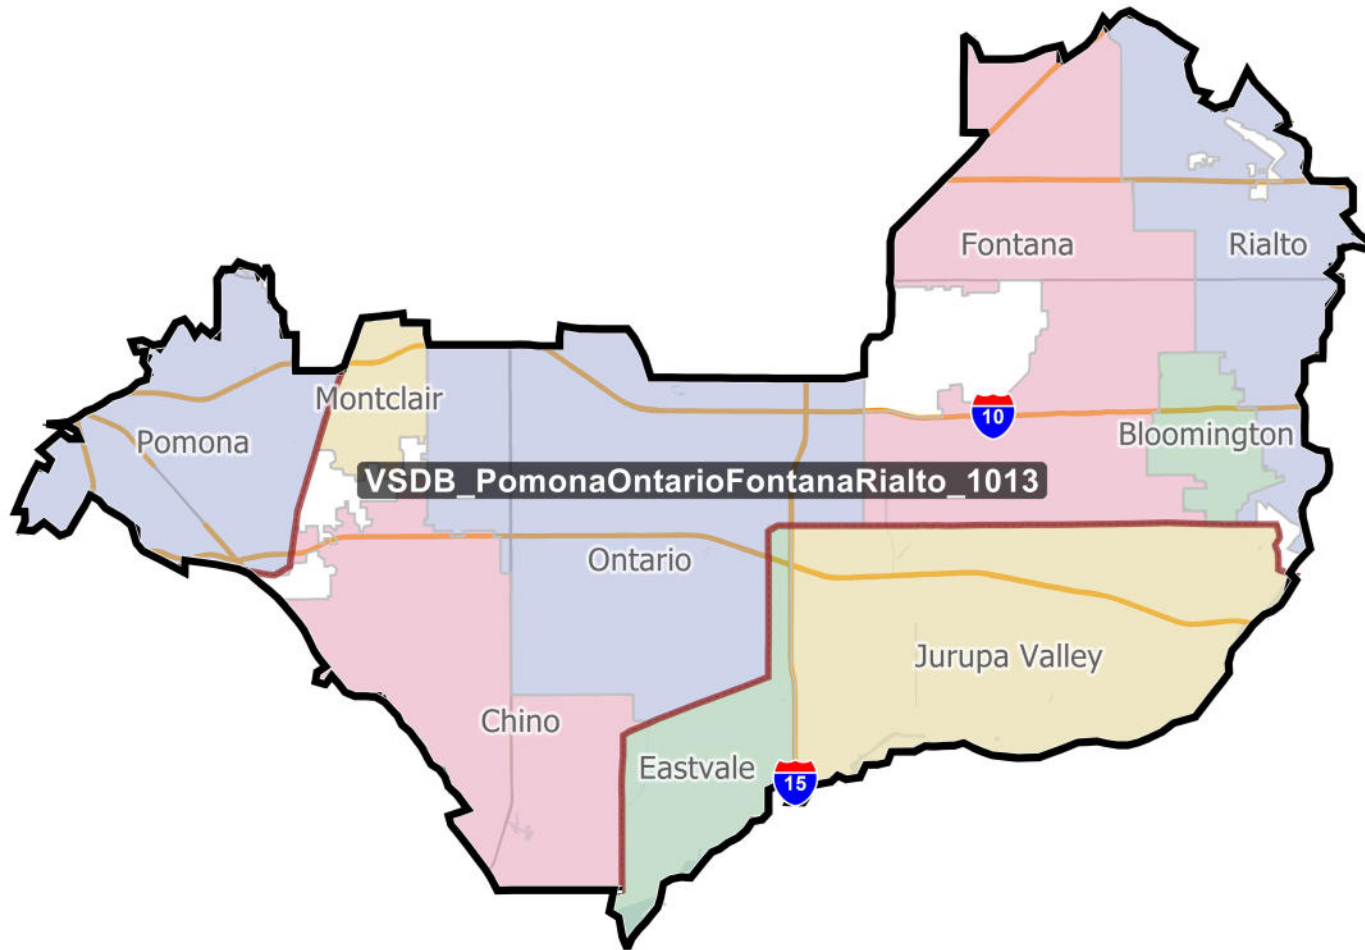 Fontana
Rialto
Montclair
10
Pomona
Bloomington
VSDB_PomonaOntarioFontanaRialto_1013
Ontario
Jurupa Valley
Chino
Eastvale
15